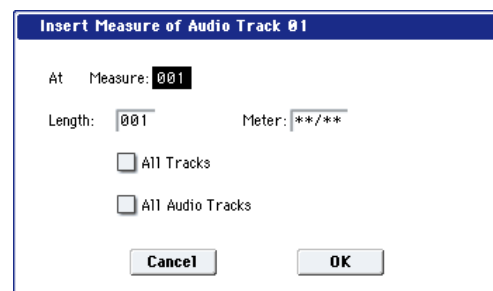 Insert Measure of Audio Track 01
At Measure: 001
Length: 001 Meter: **/**
All Tracks
All Audio Tracks
Cancel OK